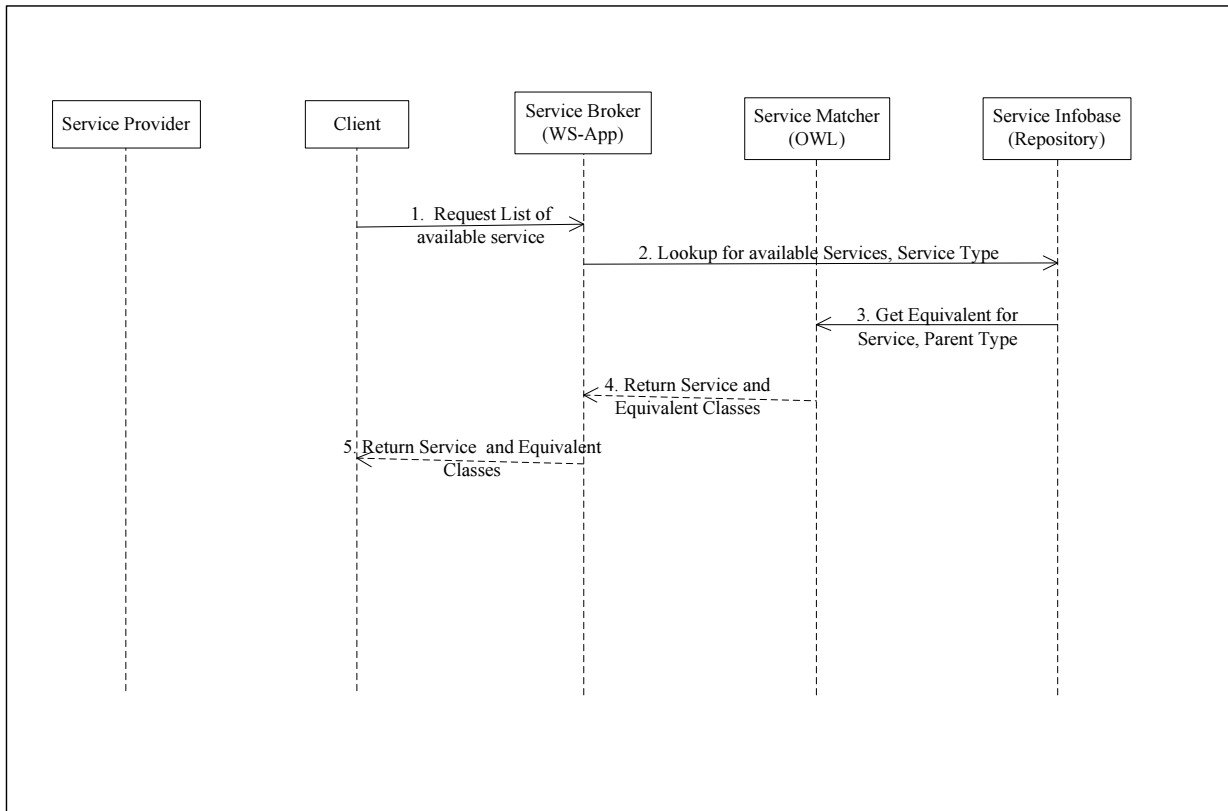 Service Provider
Client
Service Broker
(WS-App)
Service Matcher
(OWL)
Service Infobase
(Repository)
1. Request List of
available service
2. Lookup for available Services, Service Type
3. Get Equivalent for
Service, Parent Type
4. Return Service and
Equivalent Classes
5. Return Service and Equivalent
Classes